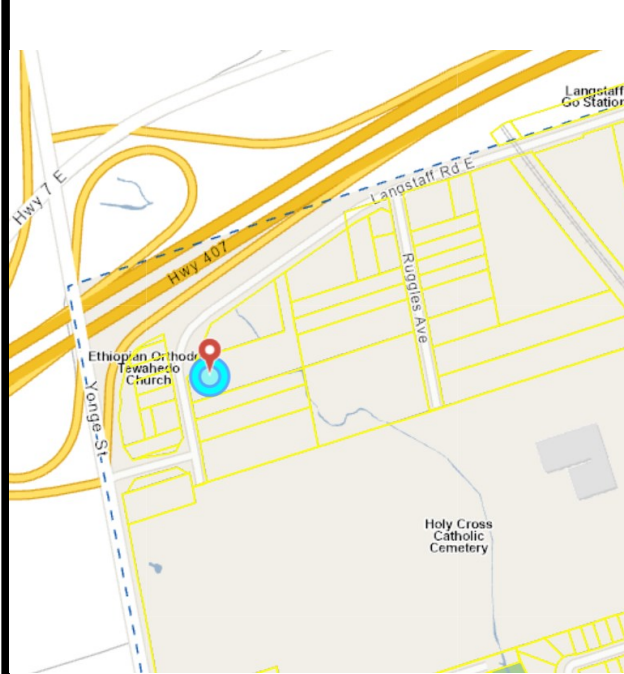 Langstaff
Go Station
Langstaff Rd E
Hwy 7 E
Hwy 407
Ruggles Ave
Ethiopian Orthod
Tewahedo
Church
Yonge St
Holy Cross
Catholic
Cemetery